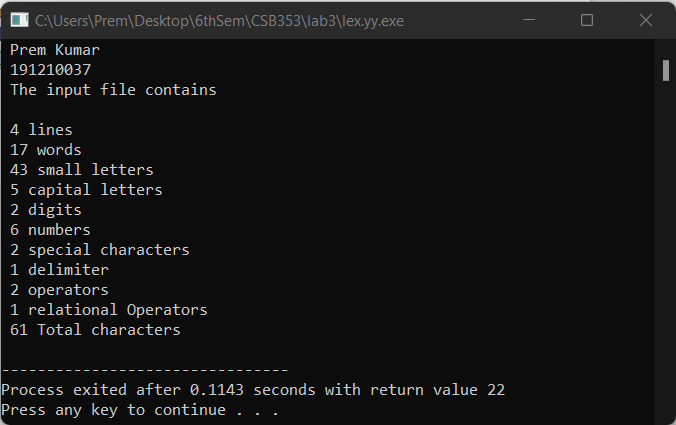 C:\Users\Prem\Desktop\6thSem\CSB353\lab3\lex.yy.exe
Prem Kumar
191210037
The input file contains
4 lines
17 words
43 small letters
5 capital letters
2 digits
6 numbers
2 special characters
1 delimiter
2 operators
1 relational Operators
61 Total characters
--------------------------------
Process exited after 0.1143 seconds with return value 22
Press any key to continue . . .